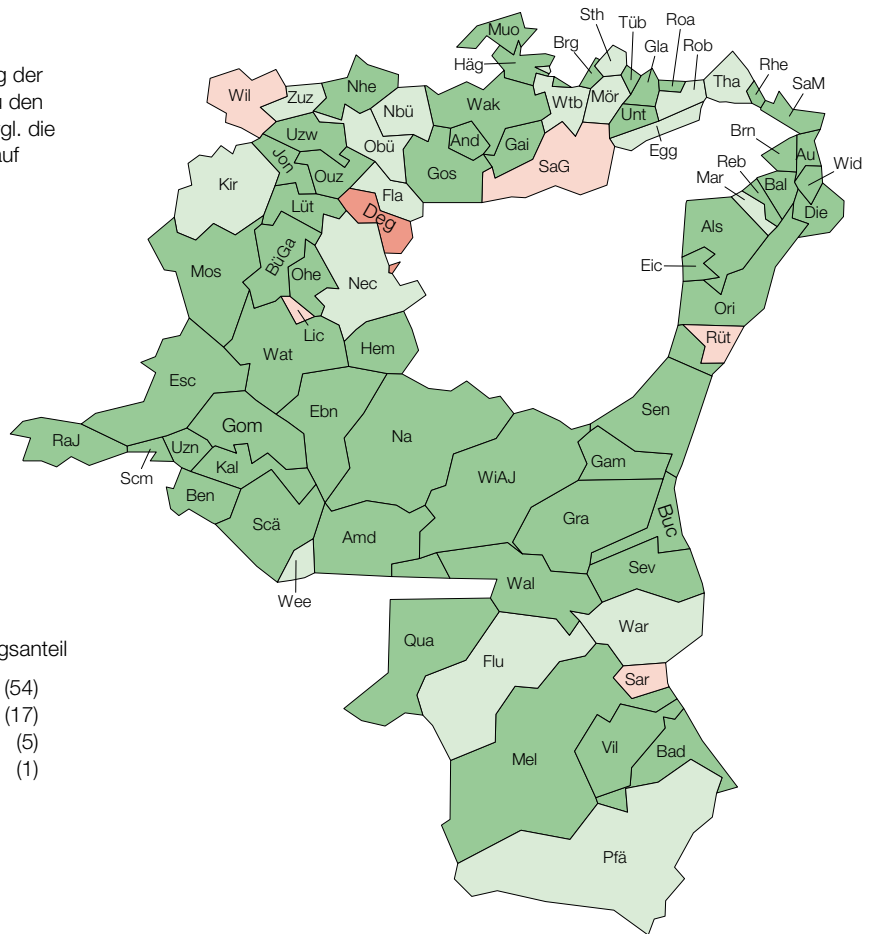 g der
den
rgl. die
auf
Sth
Tüb
Roa
Muo
Brg
Gla
Rob
Häg
Tha
Rhe
SaM
Wil
Zuz
Nhe
Nbü
Wak
Wtb
Mör
Unt
Uzw
And
Gai
Egg
Brn
Au
Obü
Jon
Ouz
Gos
SaG
Reb
Wid
Mar
Bal
Kir
Fla
Lüt
Deg
Die
Als
BüGa
Mos
Ohe
Nec
Eic
Ori
Lic
Rüt
Wat
Hem
Esc
Ebn
Sen
Gom
Na
RaJ
Uzn
Gam
Scm
Kal
WiAJ
Ben
Gra
Buc
Scä
Amd
Sev
Wal
Wee
Qua
War
gsanteil
Flu
Sar
(54)
(17)
(5)
(1)
Vil
Bad
Mel
Pfä